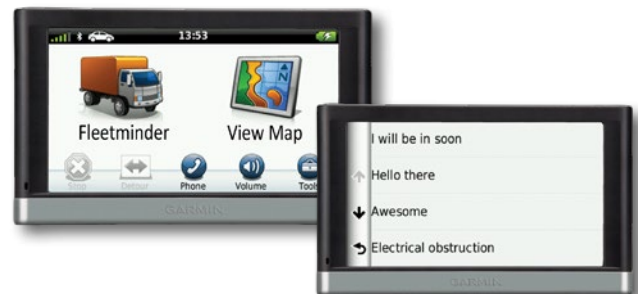 13:53
Fleetminder
View Map
N
Stop
Detour
Phone
Volume
Tools
GARMIN
I will be in soon
Hello there
Awesome
Electrical obstruction
GARMIN